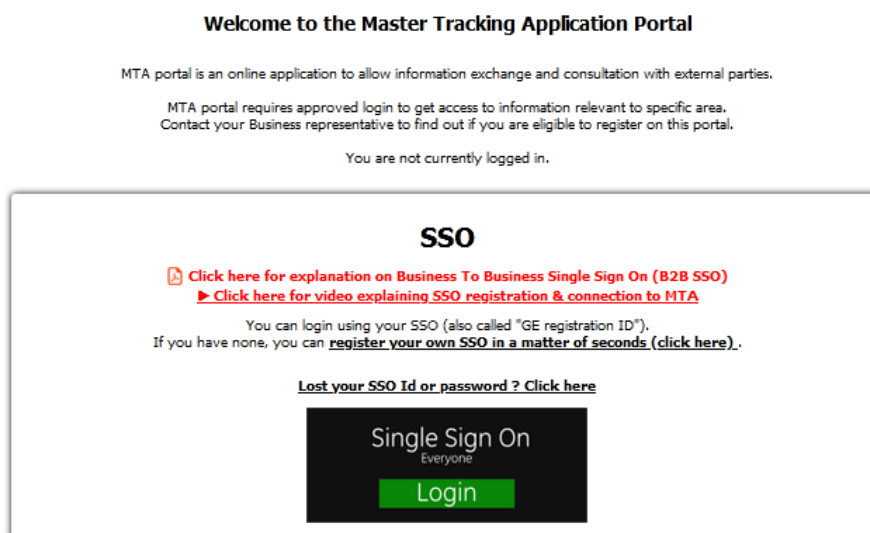 Welcome to the Master Tracking Application Portal
MTA portal is an online application to allow information exchange and consultation with external parties.
MTA portal requires approved login to get access to information relevant to specific area.
Contact your Business representative to find out if you are eligible to register on this portal.
You are not currently logged in.
SSO
Click here for explanation on Business To Business Single Sign On (B2B SSO)
Click here for video explaining SSO registration & connection to MTA
You can login using your SSO (also called "GE registration ID").
If you have none, you can register your own SSO in a matter of seconds (click here) .
Lost your SSO Id or password ? Click here
Single Sign On
Everyone
Login